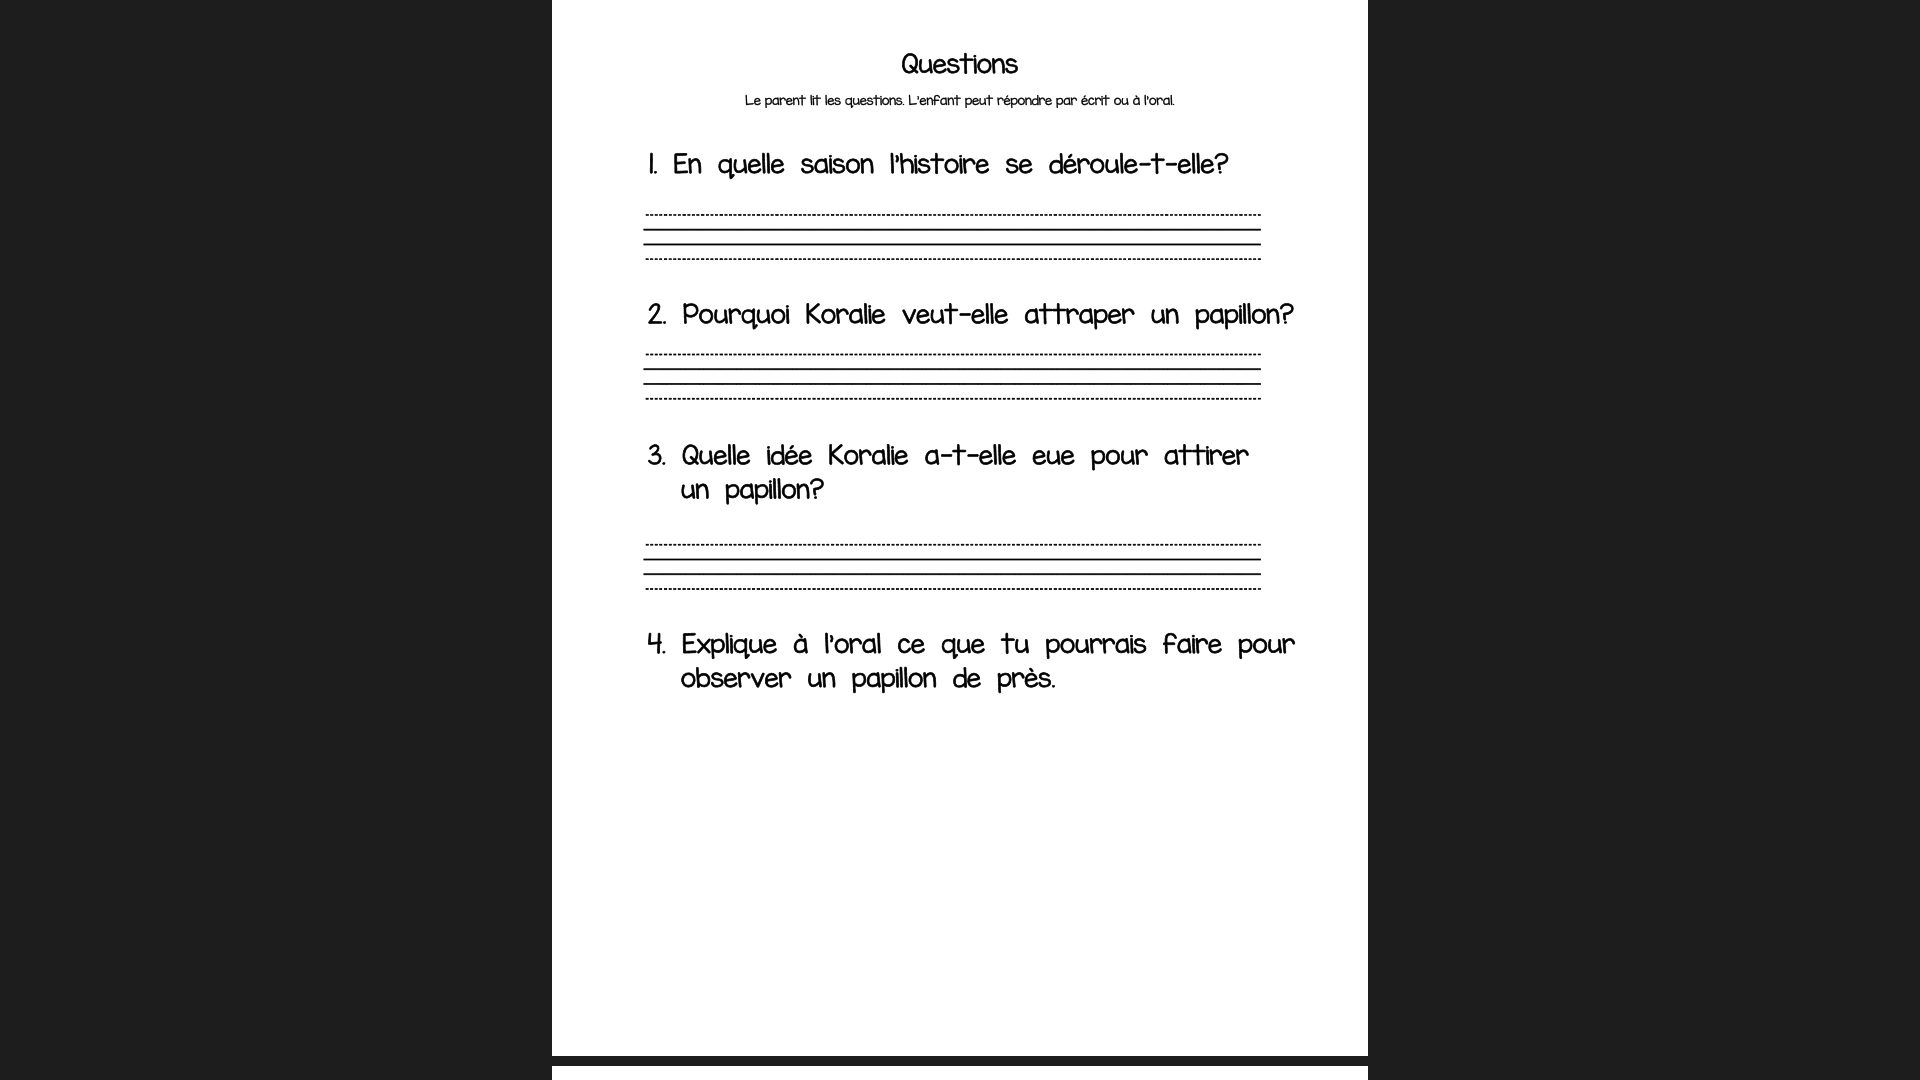 Questions
Le parent lit les questions. L'enfant peut répondre par écrit ou à l'oral.
1. En quelle saison l'histoire se déroule-t-elle?
2. Pourquoi Koralie veut-elle attraper un papillon?
3. Quelle idée Koralie a-t-elle eue pour attirer
un papillon?
4. Explique à l'oral ce que tu pourrais faire pour
observer un papillon de près.